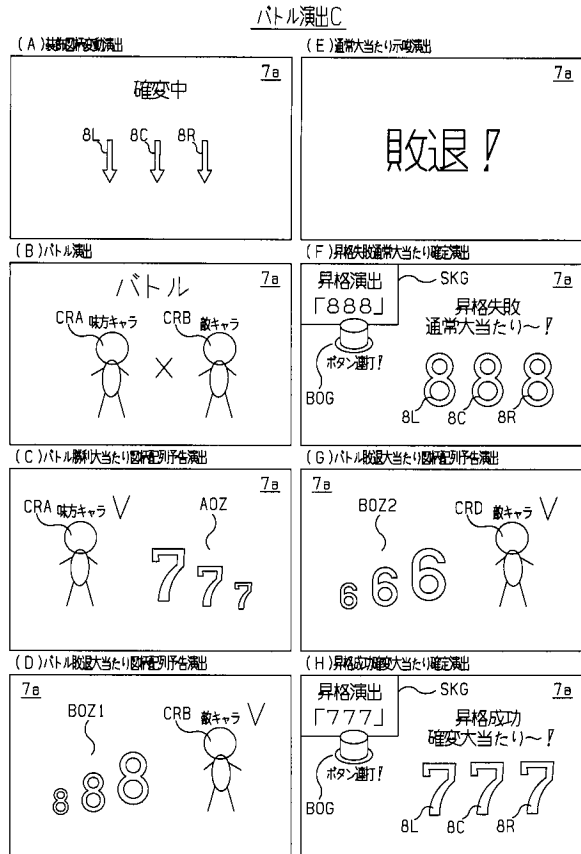 バトル演出C
(A)装飾図柄変動演出
7a
確変中
8L
8C
8R
(B)バトル演出
7a
バトル
CRA 味方キャラ
CRB 敵キャラ
×
(C)バトル勝利大当たり図柄配列予告演出
7a
CRA 味方キャラ V
AOZ
777
(D)バトル敗退大当たり図柄配列予告演出
7a
BOZ1
CRB 敵キャラ V
888
(E)通常大当たり示唆演出
7a
敗退!
(F)昇格失敗通常大当たり確定演出
7a
昇格演出
「888」
SKG
昇格失敗
通常大当たり～!
ボタン連打!
BOG
888
8L
8C
8R
(G)バトル敗退大当たり図柄配列予告演出
7a
BOZ2
CRD 敵キャラ V
666
(H)昇格成功確変大当たり確定演出
7a
昇格演出
「777」
SKG
昇格成功
確変大当たり～!
ボタン連打!
BOG
777
8L
8C
8R